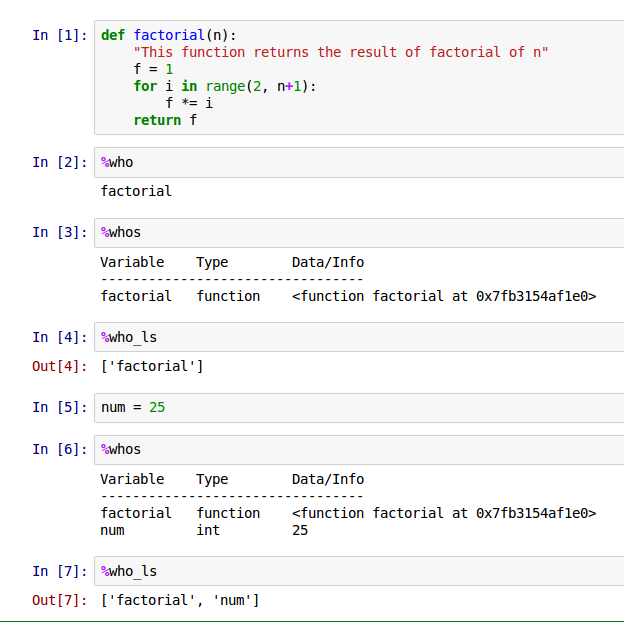 In [1]: def factorial(n):
    "This function returns the result of factorial of n"
    f = 1
    for i in range(2, n+1):
        f *= i
    return f
In [2]: %who
factorial
In [3]: %whos
Variable    Type        Data/Info
---------------------------------
factorial   function    <function factorial at 0x7fb3154af1e0>
In [4]: %who_ls
Out[4]: ['factorial']
In [5]: num = 25
In [6]: %whos
Variable    Type        Data/Info
---------------------------------
factorial   function    <function factorial at 0x7fb3154af1e0>
num         int         25
In [7]: %who_ls
Out[7]: ['factorial', 'num']